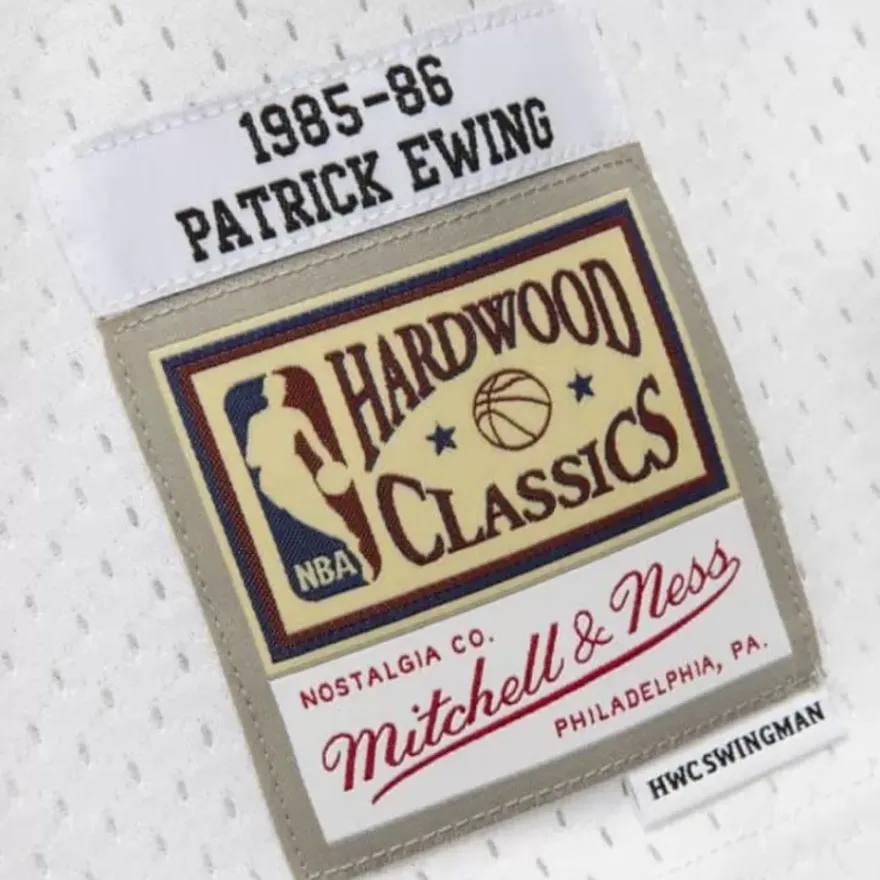 1985-86
PATRICK EWING
HARDWOOD
CLASSICS
NBA
NOSTALGIA CO.
Mitchell & Ness
PHILADELPHIA, PA.
HWC SWINGMAN